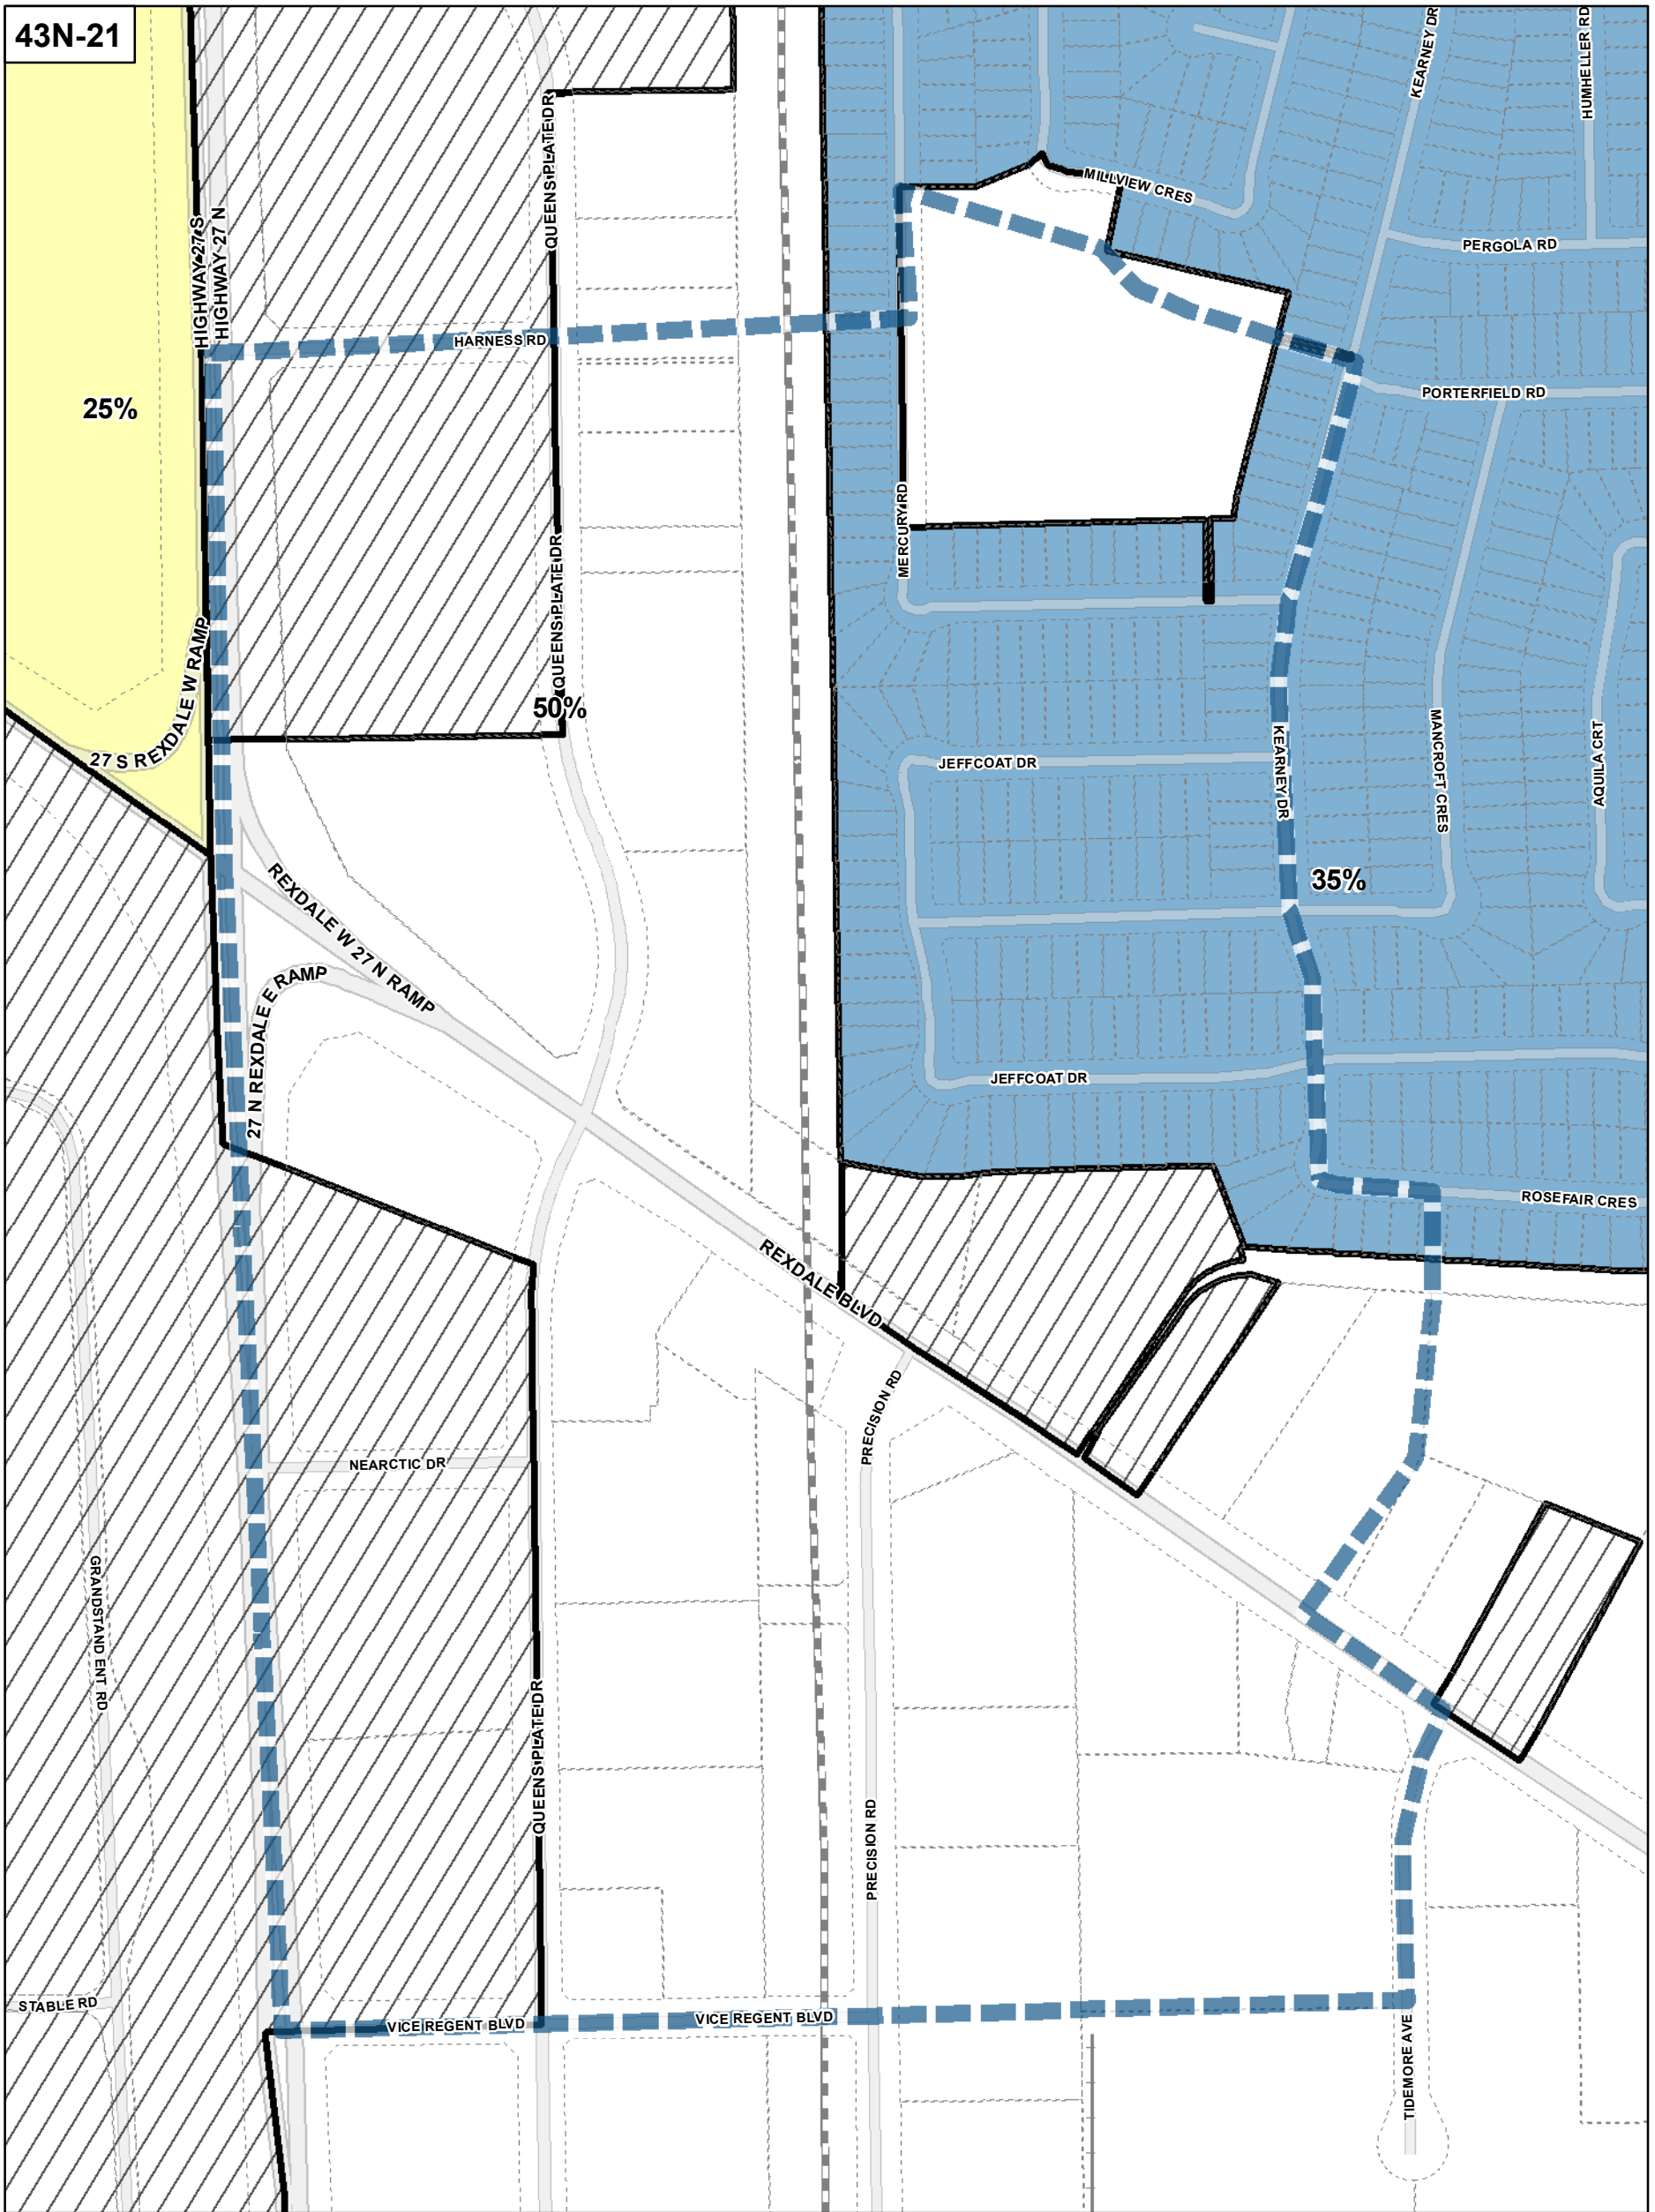 43N-21
KEARNEY DR
HUMHELLER RD
QUEENS PLATE DR
MILLVIEW CRES
HIGHWAY 27 S
HIGHWAY 27 N
PERGOLA RD
HARNESS RD
PORTERFIELD RD
25%
MERCURY RD
QUEENS PLATE DR
27 S REXDALE W RAMP
50%
JEFFCOAT DR
KEARNEY DR
MANCROFT CRES
AQUILA CRT
35%
REXDALE W 27 N RAMP
27 N REXDALE E RAMP
JEFFCOAT DR
ROSEFAIR CRES
REXDALE BLVD
PRECISION RD
NEARCTIC DR
GRANDSTAND ENT RD
QUEENS PLATE DR
PRECISION RD
STABLE RD
VICE REGENT BLVD
VICE REGENT BLVD
TIDEMORE AVE